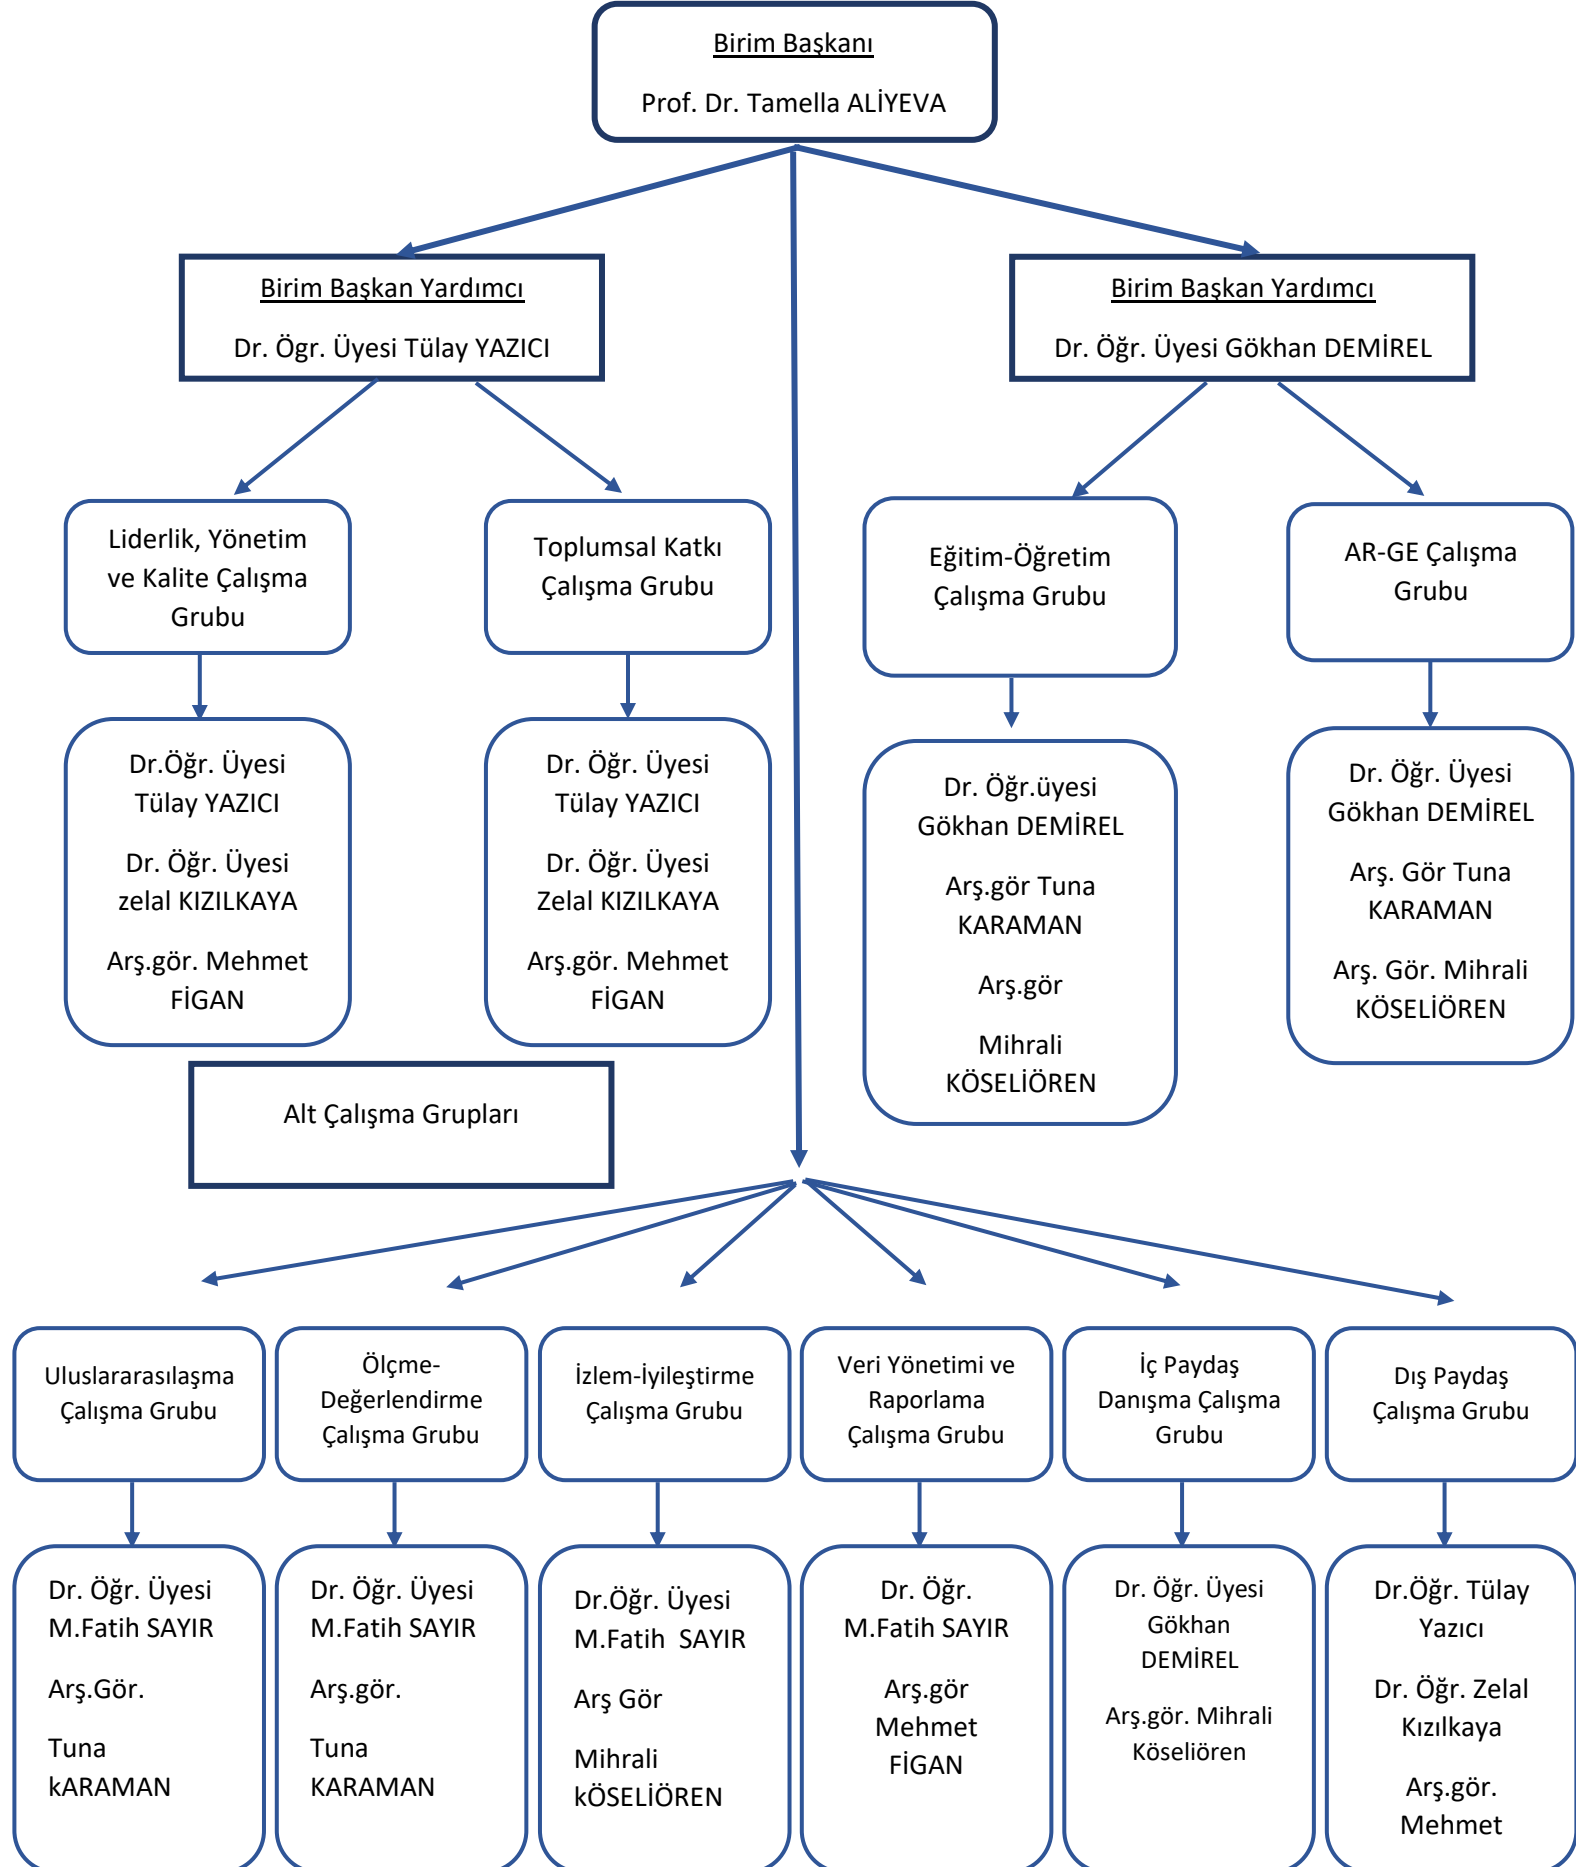 Birim Başkanı
Prof. Dr. Tamella ALİYEVA
Birim Başkan Yardımcı
Dr. Ögr. Üyesi Tülay YAZICI
Birim Başkan Yardımcı
Dr. Öğr. Üyesi Gökhan DEMİREL
Liderlik, Yönetim
ve Kalite Çalışma
Grubu
Toplumsal Katkı
Çalışma Grubu
Eğitim-Öğretim
Çalışma Grubu
AR-GE Çalışma
Grubu
Dr.Öğr. Üyesi
Tülay YAZICI
Dr. Öğr. Üyesi
zelal KIZILKAYA
Arş.gör. Mehmet
FİGAN
Dr. Öğr. Üyesi
Tülay YAZICI
Dr. Öğr. Üyesi
Zelal KIZILKAYA
Arş.gör. Mehmet
FİGAN
Dr. Öğr.üyesi
Gökhan DEMİREL
Arş.gör Tuna
KARAMAN
Arş.gör
Mihrali
KÖSELİÖREN
Dr. Öğr. Üyesi
Gökhan DEMİREL
Arş. Gör Tuna
KARAMAN
Arş. Gör. Mihrali
KÖSELİÖREN
Alt Çalışma Grupları
Uluslararasılaşma
Çalışma Grubu
Ölçme-
Değerlendirme
Çalışma Grubu
İzlem-İyileştirme
Çalışma Grubu
Veri Yönetimi ve
Raporlama
Çalışma Grubu
İç Paydaş
Danışma Çalışma
Grubu
Dış Paydaş
Çalışma Grubu
Dr. Öğr. Üyesi
M.Fatih SAYIR
Arş.Gör.
Tuna
kARAMAN
Dr. Öğr. Üyesi
M.Fatih SAYIR
Arş.gör.
Tuna
KARAMAN
Dr.Öğr. Üyesi
M.Fatih  SAYIR
Arş Gör
Mihrali
kÖSELİÖREN
Dr. Öğr.
M.Fatih SAYIR
Arş.gör
Mehmet
FİGAN
Dr. Öğr. Üyesi
Gökhan
DEMİREL
Arş.gör. Mihrali
Köseliören
Dr.Öğr. Tülay
Yazıcı
Dr. Öğr. Zelal
Kızılkaya
Arş.gör.
Mehmet